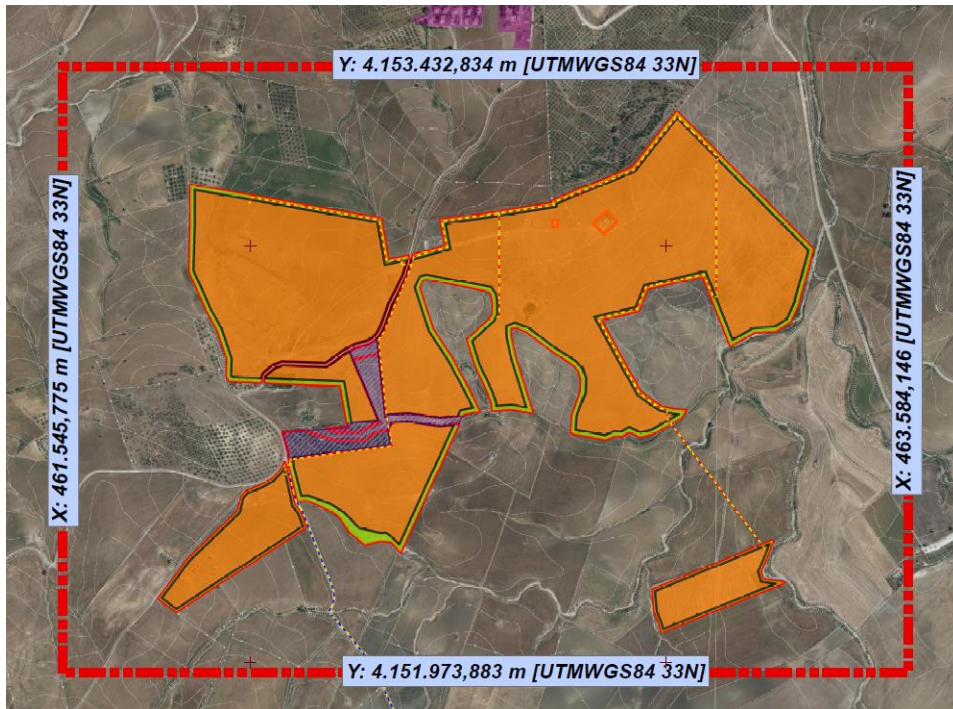 Y: 4.153.432,834 m [UTMWGS84 33N]
X: 461.545,775 m [UTMWGS84 33N]
X: 463.584,146 m [UTMWGS84 33N]
Y: 4.151.973,883 m [UTMWGS84 33N]